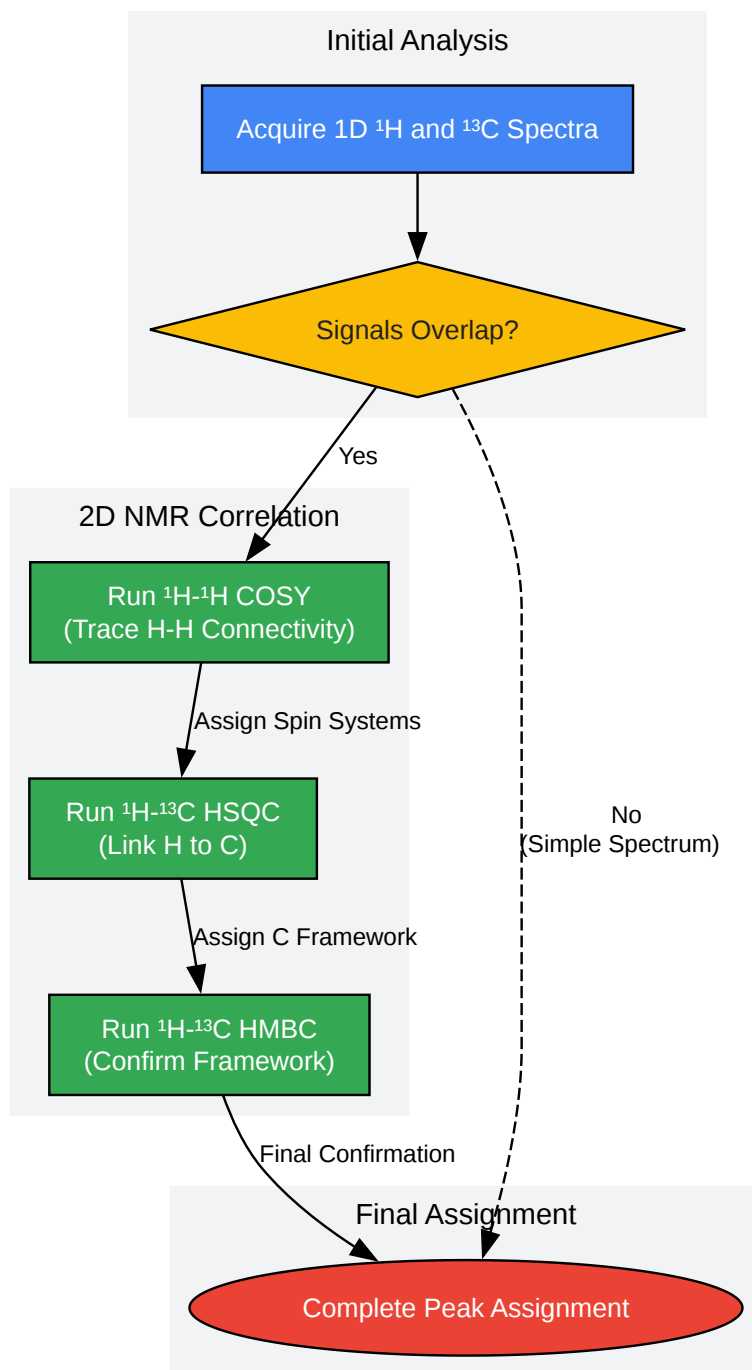 Initial Analysis
Acquire 1D ¹H and ¹³C Spectra
Signals Overlap?
Yes
2D NMR Correlation
Run ¹H-¹H COSY
(Trace H-H Connectivity)
Assign Spin Systems
Run ¹H-¹³C HSQC
(Link H to C)
No
(Simple Spectrum)
Assign C Framework
Run ¹H-¹³C HMBC
(Confirm Framework)
Final Confirmation
Final Assignment
Complete Peak Assignment